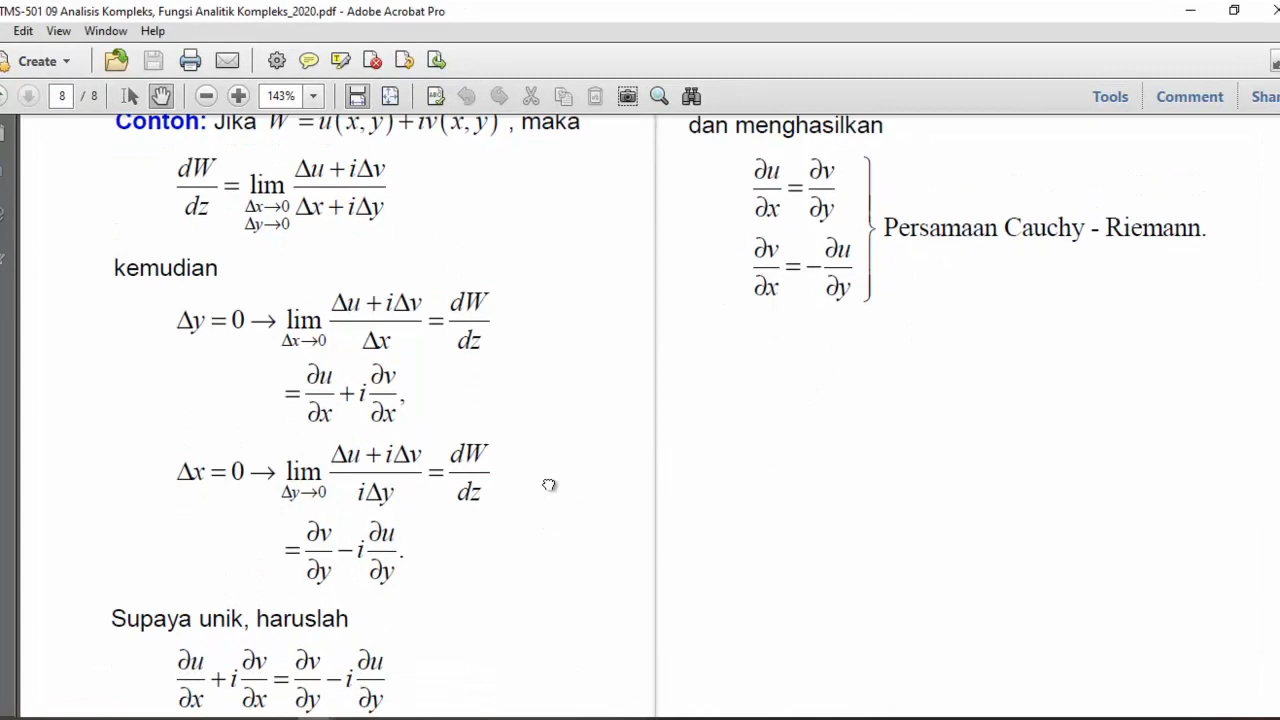 TMS-501 09 Analisis Kompleks, Fungsi Analitik Kompleks_2020.pdf - Adobe Acrobat Pro
Edit View Window Help
Create
8 / 8 143% Tools Comment Shar
Contoh: Jika W = u(x, y) + iv(x, y), maka
dW/dz = lim Δx→0 Δy→0 (Δu + iΔv)/(Δx + iΔy)
kemudian
Δy = 0 → lim Δx→0 (Δu + iΔv)/Δx = dW/dz
= ∂u/∂x + i ∂v/∂x,
Δx = 0 → lim Δy→0 (Δu + iΔv)/(iΔy) = dW/dz
= ∂v/∂y − i ∂u/∂y.
Supaya unik, haruslah
∂u/∂x + i ∂v/∂x = ∂v/∂y − i ∂u/∂y
dan menghasilkan
∂u/∂x = ∂v/∂y
∂v/∂x = − ∂u/∂y
} Persamaan Cauchy - Riemann.